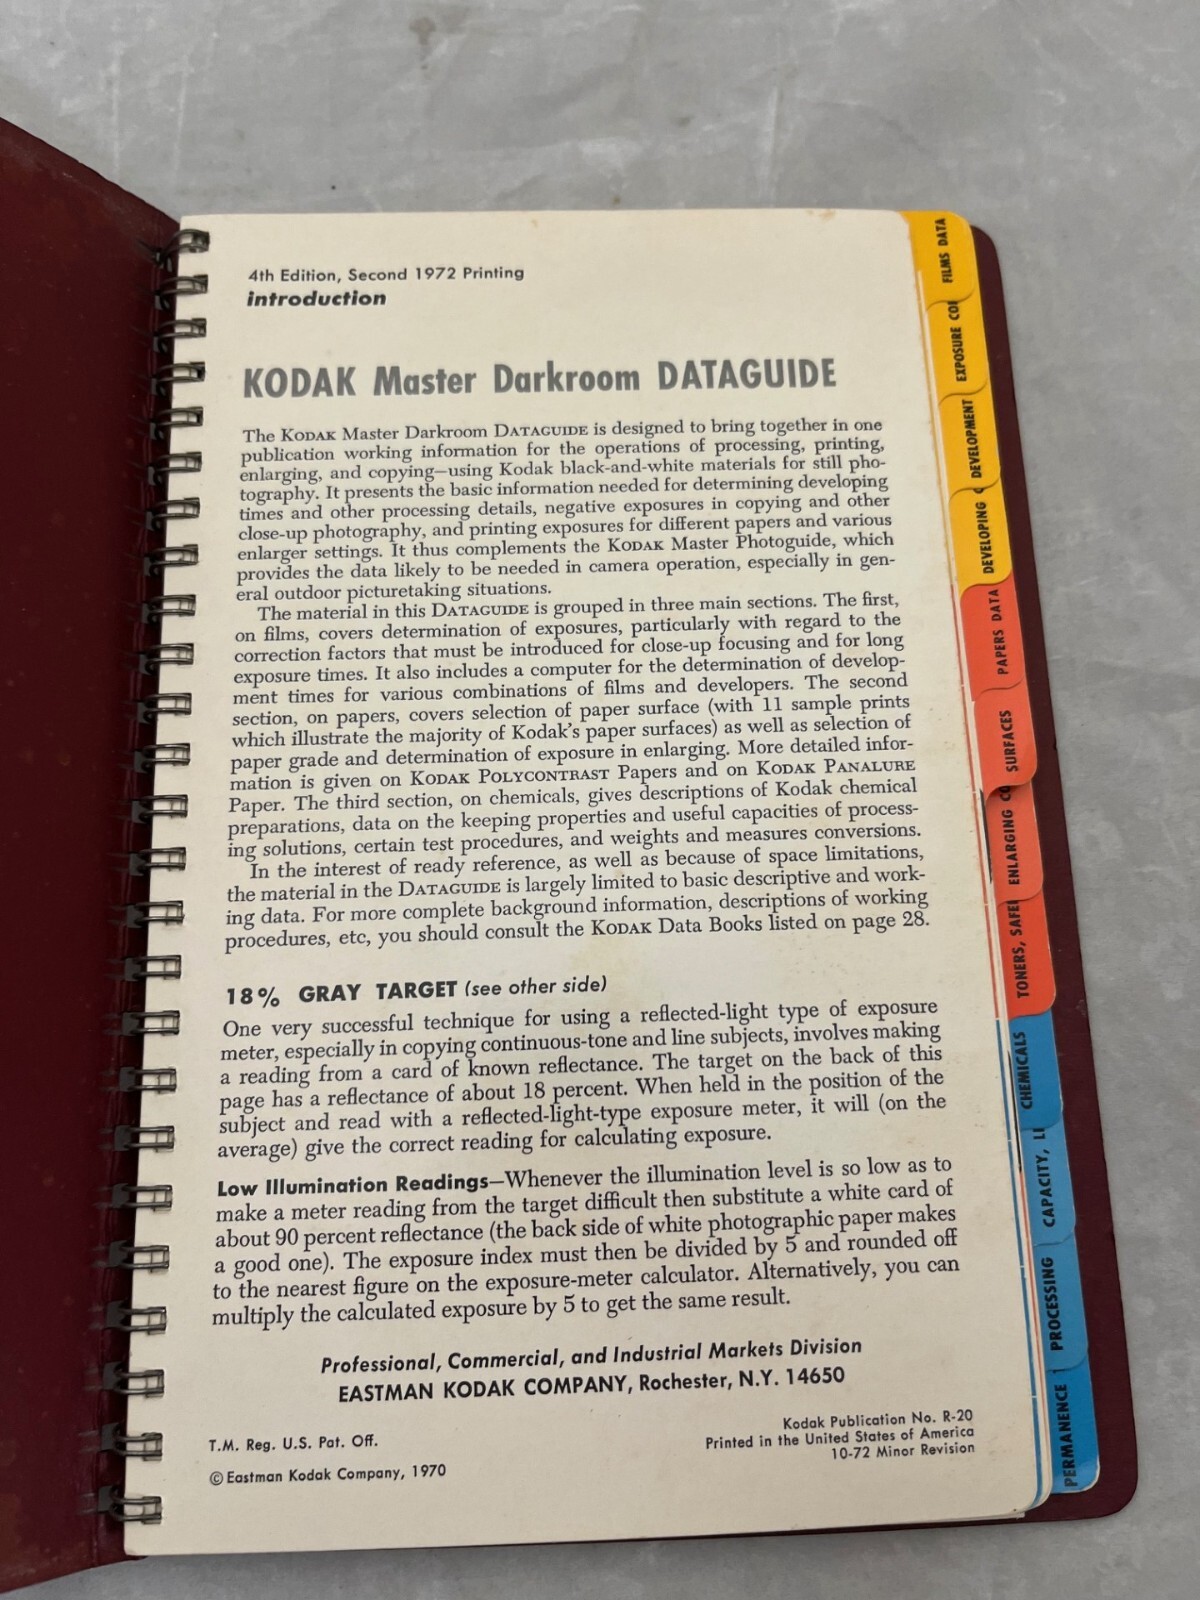 4th Edition, Second 1972 Printing
introduction
KODAK Master Darkroom DATAGUIDE
The KODAK Master Darkroom DATAGUIDE is designed to bring together in one
publication working information for the operations of processing, printing,
enlarging, and copying—using Kodak black-and-white materials for still pho-
tography. It presents the basic information needed for determining developing
times and other processing details, negative exposures in copying and other
close-up photography, and printing exposures for different papers and various
enlarger settings. It thus complements the KODAK Master Photoguide, which
provides the data likely to be needed in camera operation, especially in gen-
eral outdoor picturetaking situations.
The material in this DATAGUIDE is grouped in three main sections. The first,
on films, covers determination of exposures, particularly with regard to the
correction factors that must be introduced for close-up focusing and for long
exposure times. It also includes a computer for the determination of develop-
ment times for various combinations of films and developers. The second
section, on papers, covers selection of paper surface (with 11 sample prints
which illustrate the majority of Kodak's paper surfaces) as well as selection of
paper grade and determination of exposure in enlarging. More detailed infor-
mation is given on KODAK POLYCONTRAST Papers and on KODAK PANALURE
Paper. The third section, on chemicals, gives descriptions of Kodak chemical
preparations, data on the keeping properties and useful capacities of process-
ing solutions, certain test procedures, and weights and measures conversions.
In the interest of ready reference, as well as because of space limitations,
the material in the DATAGUIDE is largely limited to basic descriptive and work-
ing data. For more complete background information, descriptions of working
procedures, etc, you should consult the KODAK Data Books listed on page 28.
18% GRAY TARGET (see other side)
One very successful technique for using a reflected-light type of exposure
meter, especially in copying continuous-tone and line subjects, involves making
a reading from a card of known reflectance. The target on the back of this
page has a reflectance of about 18 percent. When held in the position of the
subject and read with a reflected-light-type exposure meter, it will (on the
average) give the correct reading for calculating exposure.
Low Illumination Readings—Whenever the illumination level is so low as to
make a meter reading from the target difficult then substitute a white card of
about 90 percent reflectance (the back side of white photographic paper makes
a good one). The exposure index must then be divided by 5 and rounded off
to the nearest figure on the exposure-meter calculator. Alternatively, you can
multiply the calculated exposure by 5 to get the same result.
Professional, Commercial, and Industrial Markets Division
EASTMAN KODAK COMPANY, Rochester, N.Y. 14650
T.M. Reg. U.S. Pat. Off.
© Eastman Kodak Company, 1970
Kodak Publication No. R-20
Printed in the United States of America
10-72 Minor Revision
FILMS DATA
EXPOSURE CO
DEVELOPMENT
DEVELOPING
PAPERS DATA
SURFACES
ENLARGING CO
TONERS, SAFE
CHEMICALS
CAPACITY, LI
PROCESSING
PERMANENCE